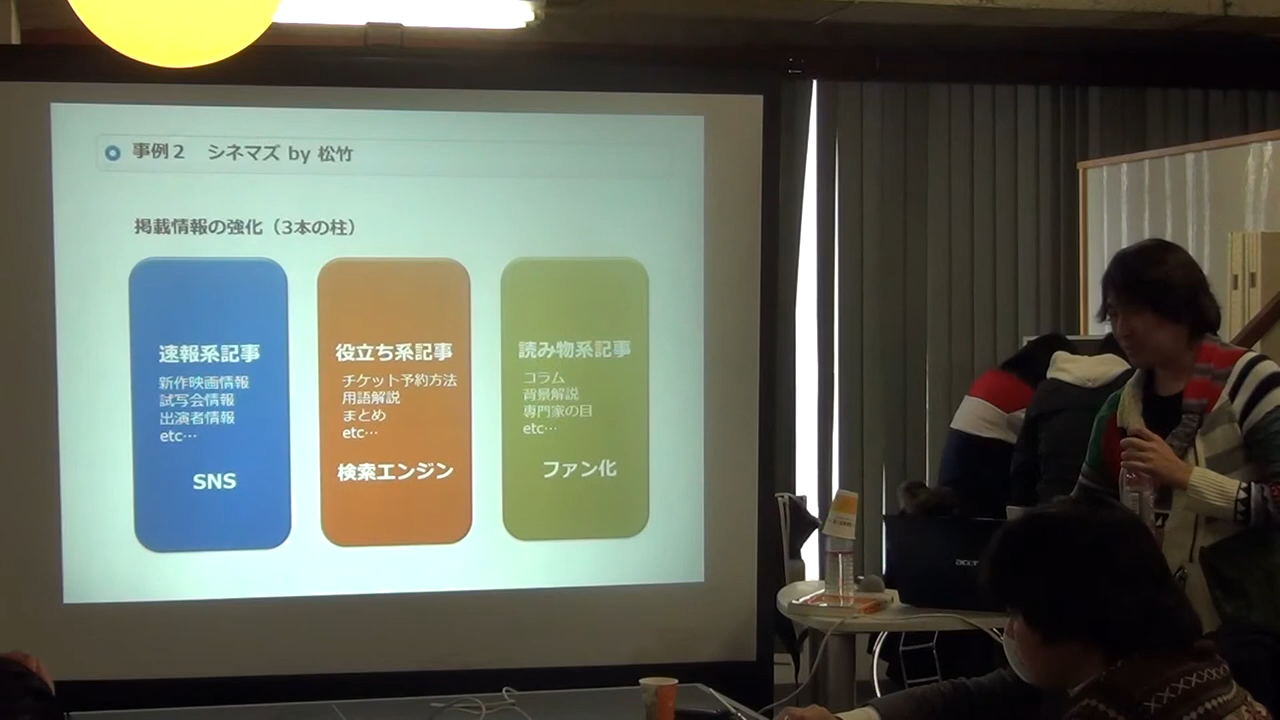 事例２　シネマズ by 松竹
掲載情報の強化（3本の柱）
速報系記事
新作映画情報
試写会情報
出演者情報
etc…
SNS
役立ち系記事
チケット予約方法
用語解説
まとめ
etc…
検索エンジン
読み物系記事
コラム
背景解説
専門家の目
etc…
ファン化
acer